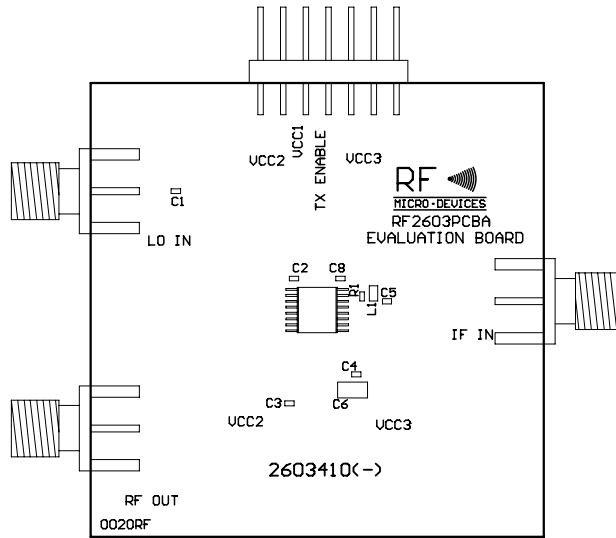 VCC2
VCC1
TX ENABLE
VCC3
RF
MICRO-DEVICES
RF2603PCBA
EVALUATION BOARD
C1
LO IN
C2
C8
R1
L1
C5
IF IN
C4
C3
C6
VCC2
VCC3
2603410(-)
RF OUT
0020RF